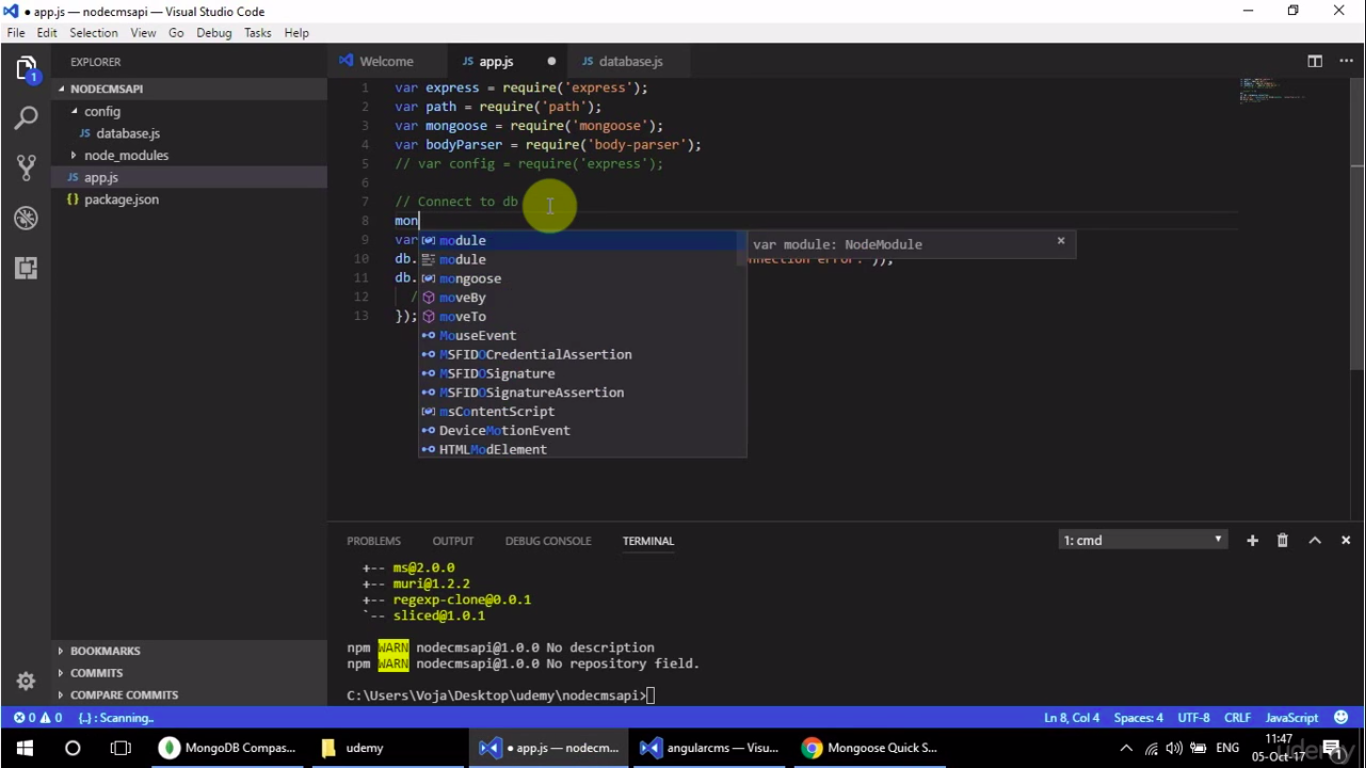 ● app.js — nodecmsapi — Visual Studio Code
File Edit Selection View Go Debug Tasks Help
EXPLORER
Welcome
JS app.js ●
JS database.js
1
NODECMSAPI
config
JS database.js
node_modules
JS app.js
{} package.json
1 var express = require('express');
2 var path = require('path');
3 var mongoose = require('mongoose');
4 var bodyParser = require('body-parser');
5 // var config = require('express');
6
7 // Connect to db
8 mon
9 var
10 db. connection error:'));
11 db.
12 /
13 });
module
module
mongoose
moveBy
moveTo
MouseEvent
MSFIDOCredentialAssertion
MSFIDOSignature
MSFIDOSignatureAssertion
msContentScript
DeviceMotionEvent
HTMLModElement
var module: NodeModule ×
PROBLEMS OUTPUT DEBUG CONSOLE TERMINAL
1: cmd
+-- ms@2.0.0
+-- muri@1.2.2
+-- regexp-clone@0.0.1
`-- sliced@1.0.1
npm WARN nodecmsapi@1.0.0 No description
npm WARN nodecmsapi@1.0.0 No repository field.
C:\Users\Voja\Desktop\udemy\nodecmsapi>
BOOKMARKS
COMMITS
COMPARE COMMITS
0 0 {..} : Scanning..
Ln 8, Col 4 Spaces: 4 UTF-8 CRLF JavaScript
MongoDB Compas...
udemy
● app.js — nodecm...
angularcms — Visu...
Mongoose Quick S...
ENG
11:47
05-Oct-17
1
udemy